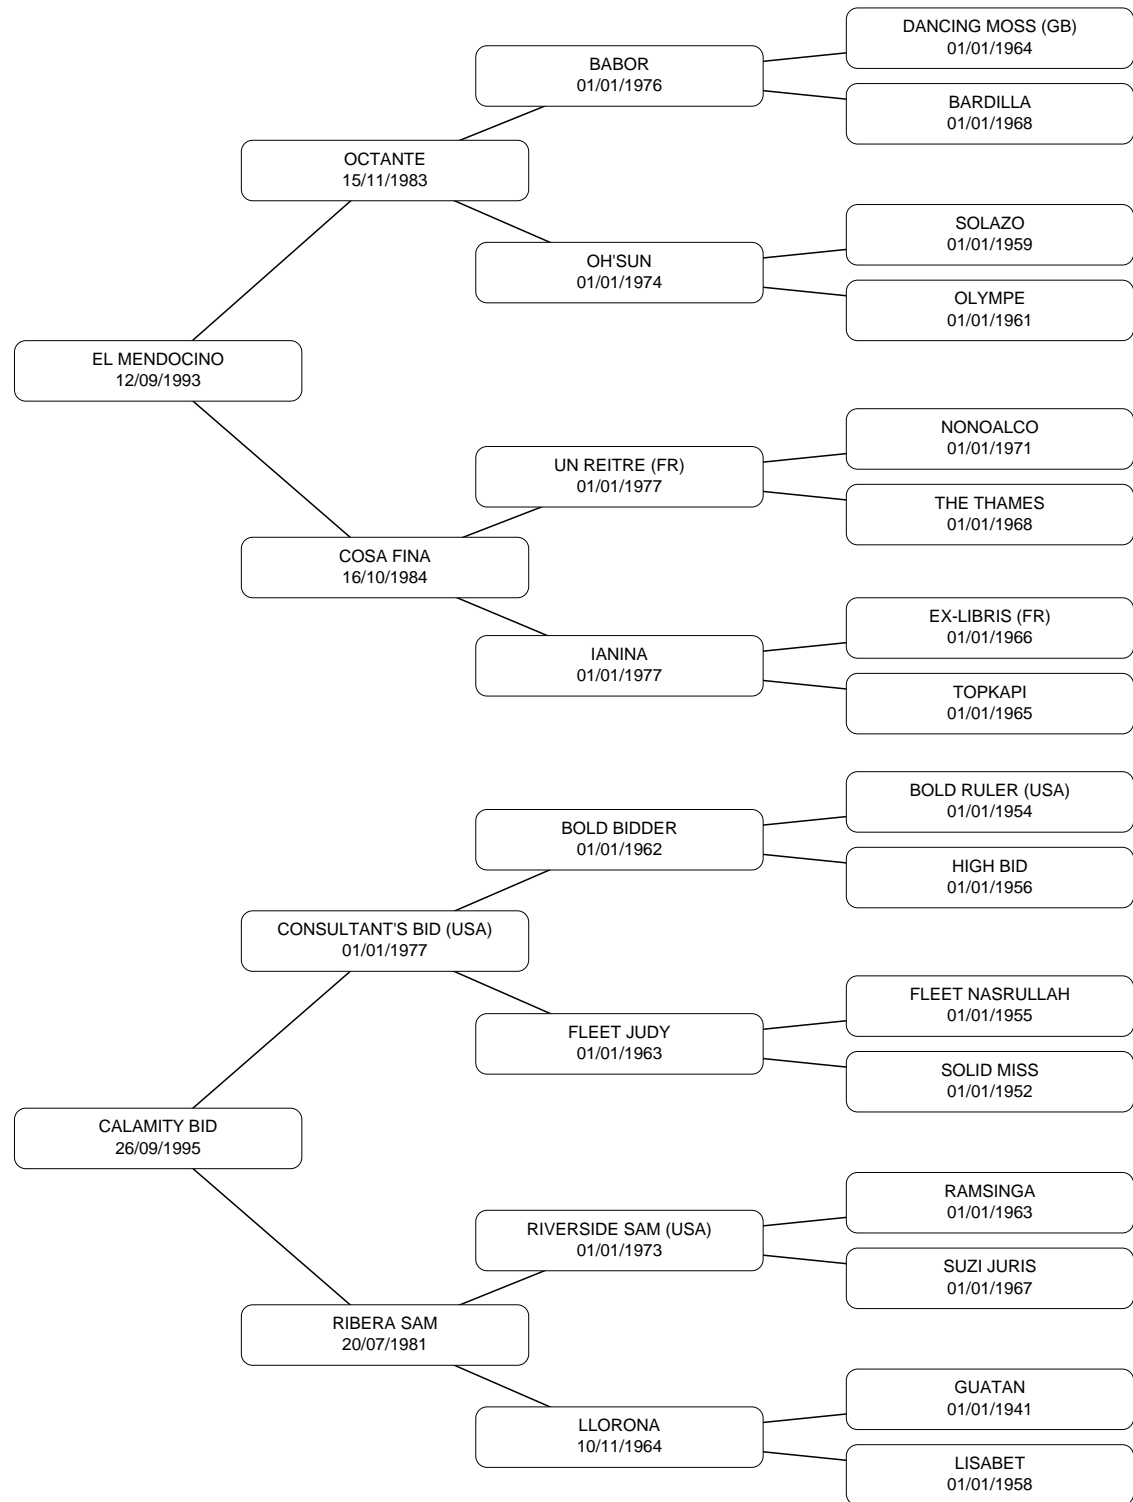 DANCING MOSS (GB)
01/01/1964
BABOR
01/01/1976
BARDILLA
01/01/1968
OCTANTE
15/11/1983
SOLAZO
01/01/1959
OH'SUN
01/01/1974
OLYMPE
01/01/1961
EL MENDOCINO
12/09/1993
NONOALCO
01/01/1971
UN REITRE (FR)
01/01/1977
THE THAMES
01/01/1968
COSA FINA
16/10/1984
EX-LIBRIS (FR)
01/01/1966
IANINA
01/01/1977
TOPKAPI
01/01/1965
BOLD RULER (USA)
01/01/1954
BOLD BIDDER
01/01/1962
HIGH BID
01/01/1956
CONSULTANT'S BID (USA)
01/01/1977
FLEET NASRULLAH
01/01/1955
FLEET JUDY
01/01/1963
SOLID MISS
01/01/1952
CALAMITY BID
26/09/1995
RAMSINGA
01/01/1963
RIVERSIDE SAM (USA)
01/01/1973
SUZI JURIS
01/01/1967
RIBERA SAM
20/07/1981
GUATAN
01/01/1941
LLORONA
10/11/1964
LISABET
01/01/1958